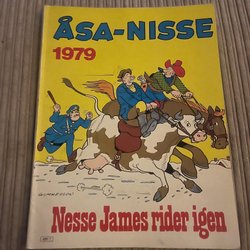 ÅSA-NISSE
1979
Nesse James rider igen